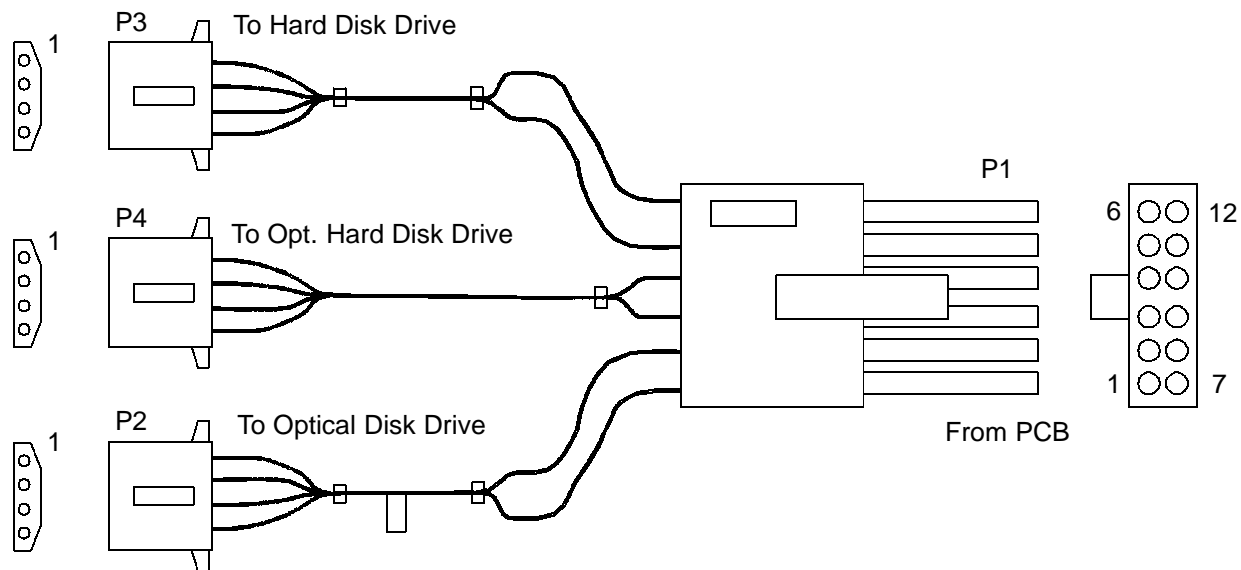 P3
To Hard Disk Drive
1
P1
6
12
P4
To Opt. Hard Disk Drive
1
1
7
P2
To Optical Disk Drive
From PCB
1